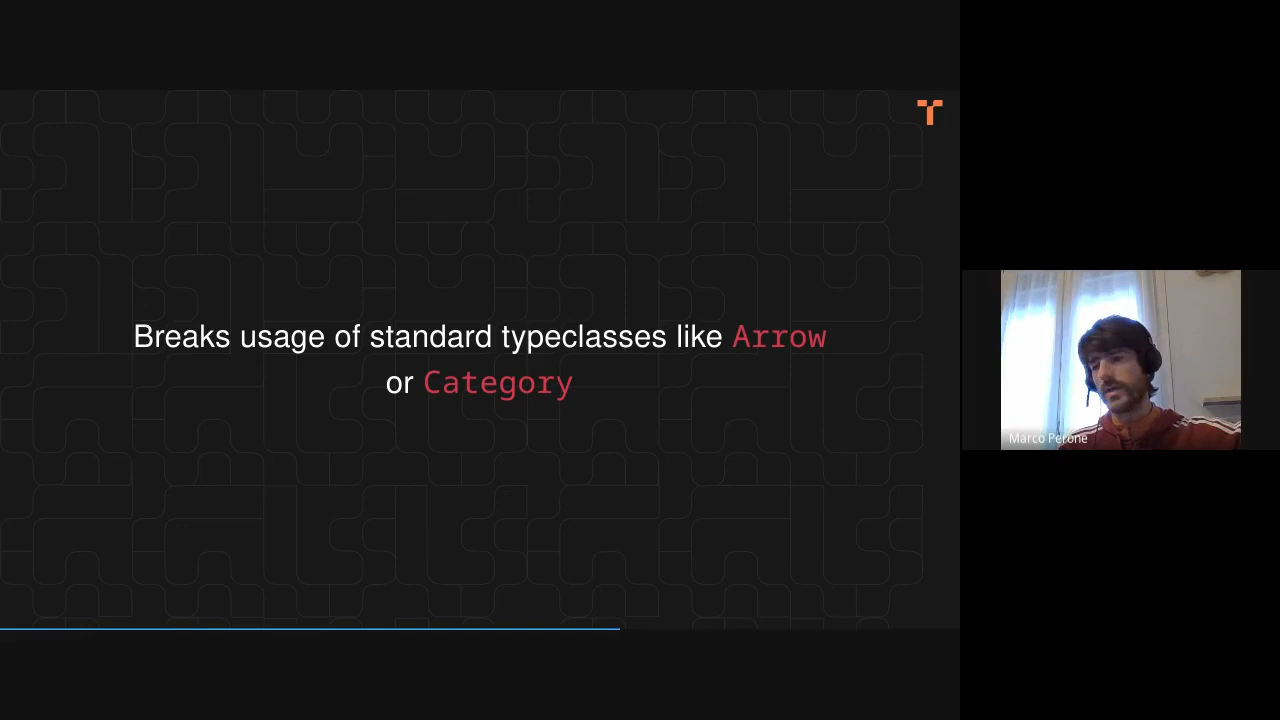 Breaks usage of standard typeclasses like Arrow
or Category
Marco Perone